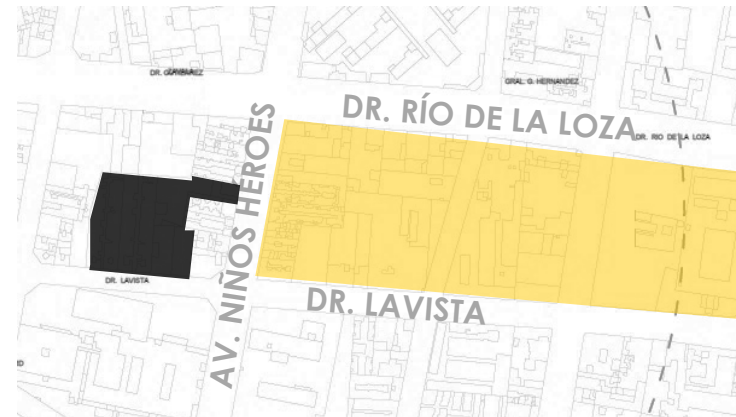 GRAL. G. HERNANDEZ
DR. RÍO DE LA LOZA
DR. RIO DE LA LOZA
AV. NIÑOS HÉROES
DR. LAVISTA
DR. LAVISTA